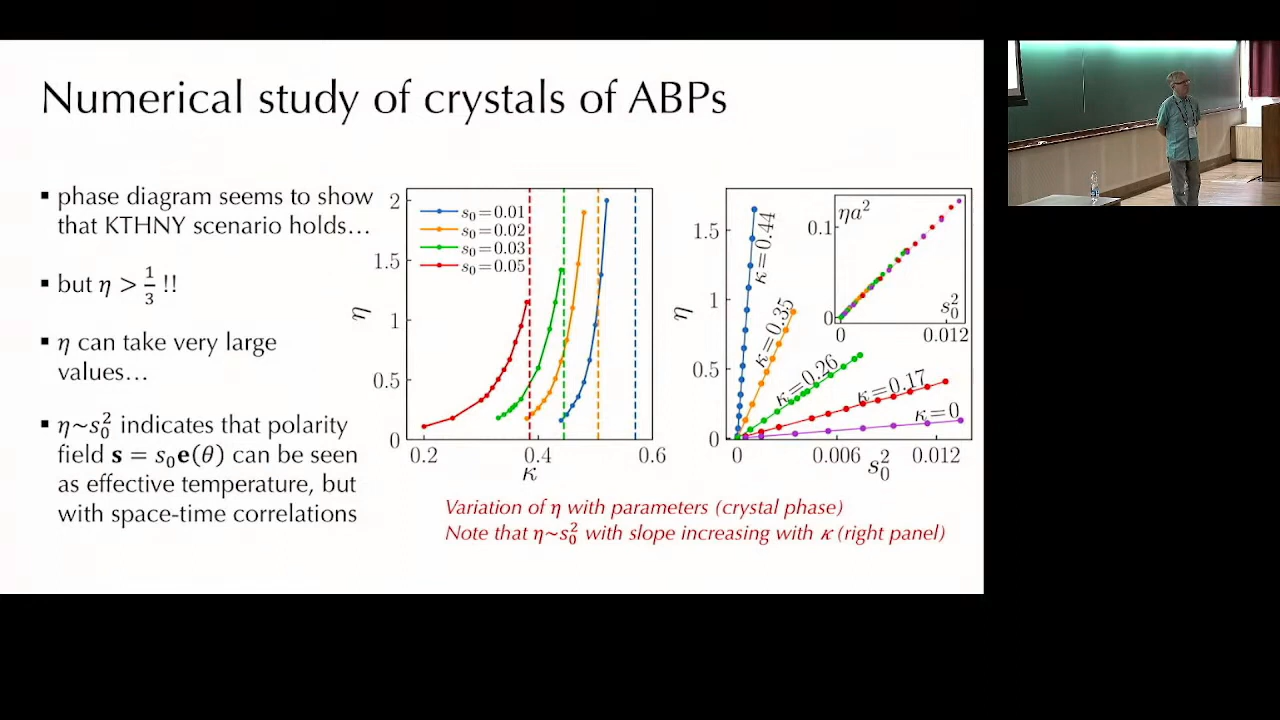 Numerical study of crystals of ABPs
▪ phase diagram seems to show
that KTHNY scenario holds…
▪ but η > 1/3 !!
▪ η can take very large
values…
▪ η~s₀² indicates that polarity
field s = s₀e(θ) can be seen
as effective temperature, but
with space-time correlations
2
1.5
1
0.5
0
η
s₀=0.01
s₀=0.02
s₀=0.03
s₀=0.05
0.2
0.4
0.6
κ
1.5
1
0.5
0
η
κ=0.44
κ=0.35
κ=0.26
κ=0.17
κ=0
0
0.006
0.012
s₀²
0.1
ηa²
0
0
0.012
s₀²
Variation of η with parameters (crystal phase)
Note that η~s₀² with slope increasing with κ (right panel)